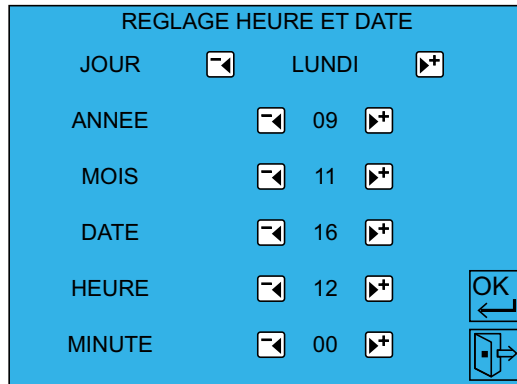 REGLAGE HEURE ET DATE
JOUR - LUNDI +
ANNEE - 09 +
MOIS - 11 +
DATE - 16 +
HEURE - 12 +
OK
MINUTE - 00 +